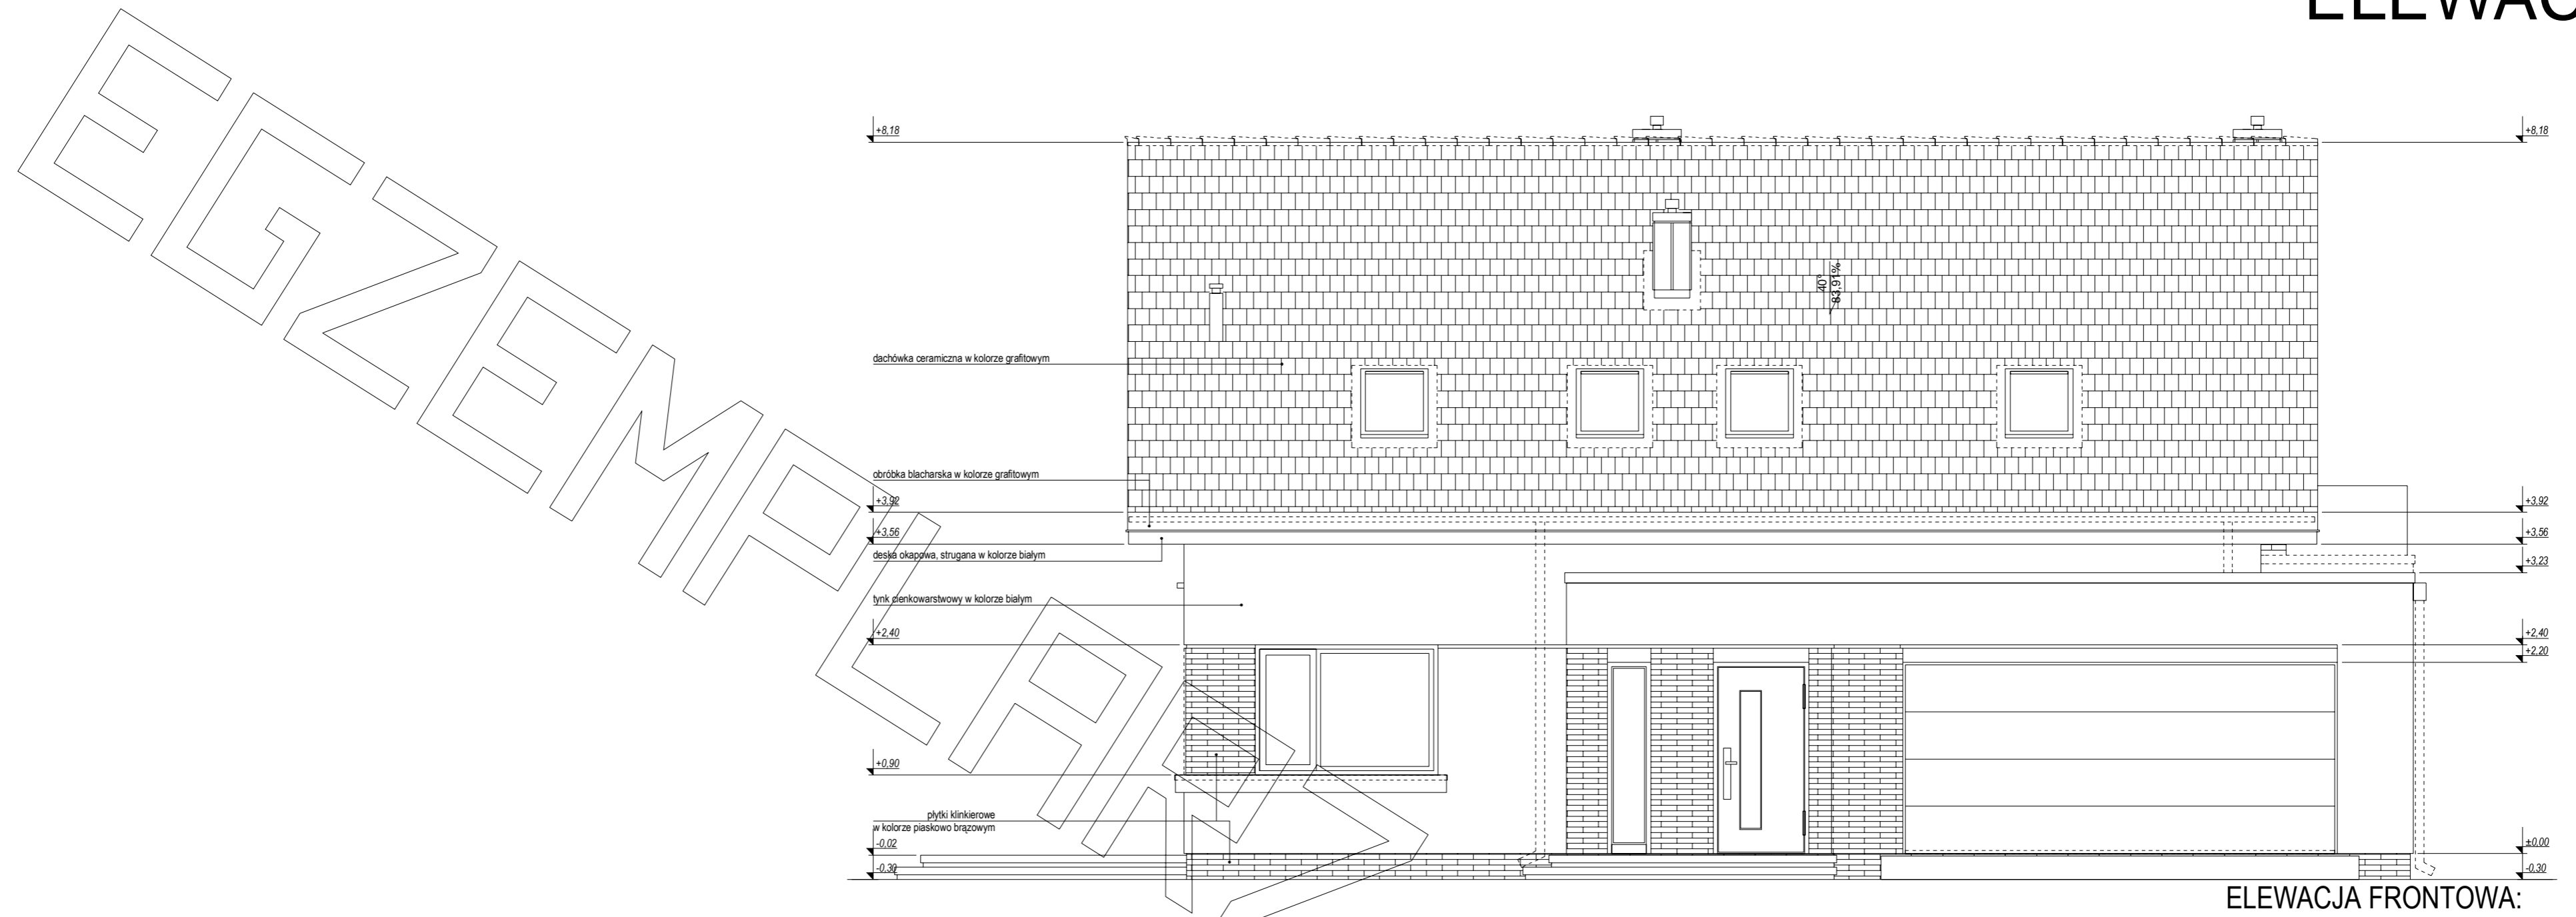 ELEWAC
EGZEMPLARZ
+8,18
+8,18
40°
83,91%
dachówka ceramiczna w kolorze grafitowym
obróbka blacharska w kolorze grafitowym
+3,92
+3,92
+3,56
+3,56
deska okapowa, strugana w kolorze białym
+3,23
tynk cienkowarstwowy w kolorze białym
+2,40
+2,40
+2,20
+0,90
płytki klinkierowe
w kolorze piaskowo brązowym
-0,02
±0.00
-0,30
-0,30
ELEWACJA FRONTOWA: